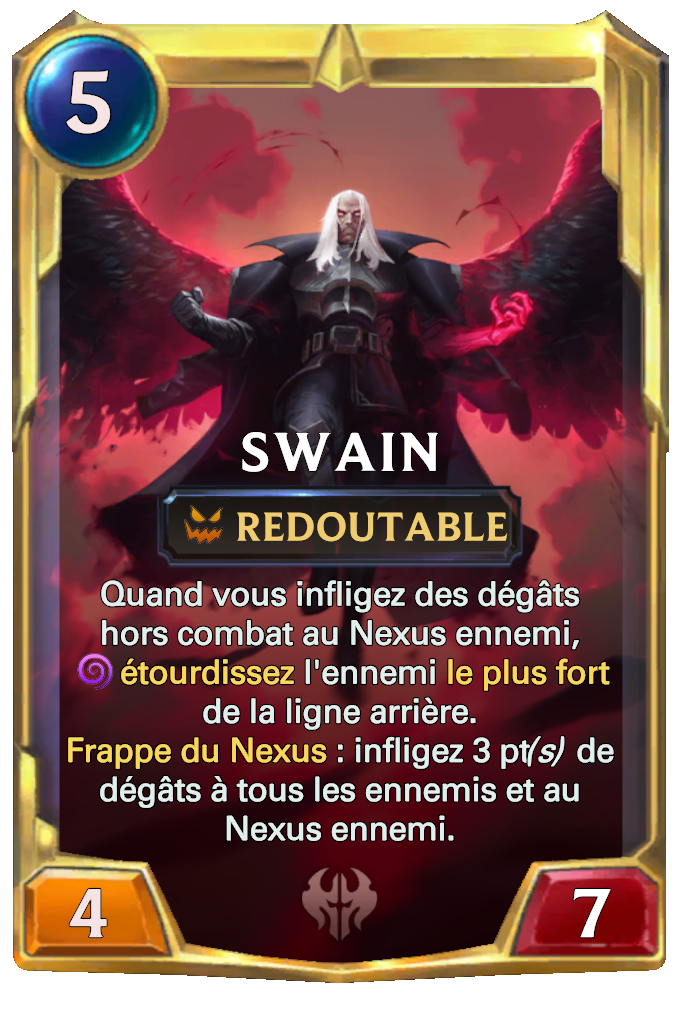 5
SWAIN
REDOUTABLE
Quand vous infligez des dégâts
hors combat au Nexus ennemi,
étourdissez l'ennemi le plus fort
de la ligne arrière.
Frappe du Nexus : infligez 3 pt(s) de
dégâts à tous les ennemis et au
Nexus ennemi.
4
7